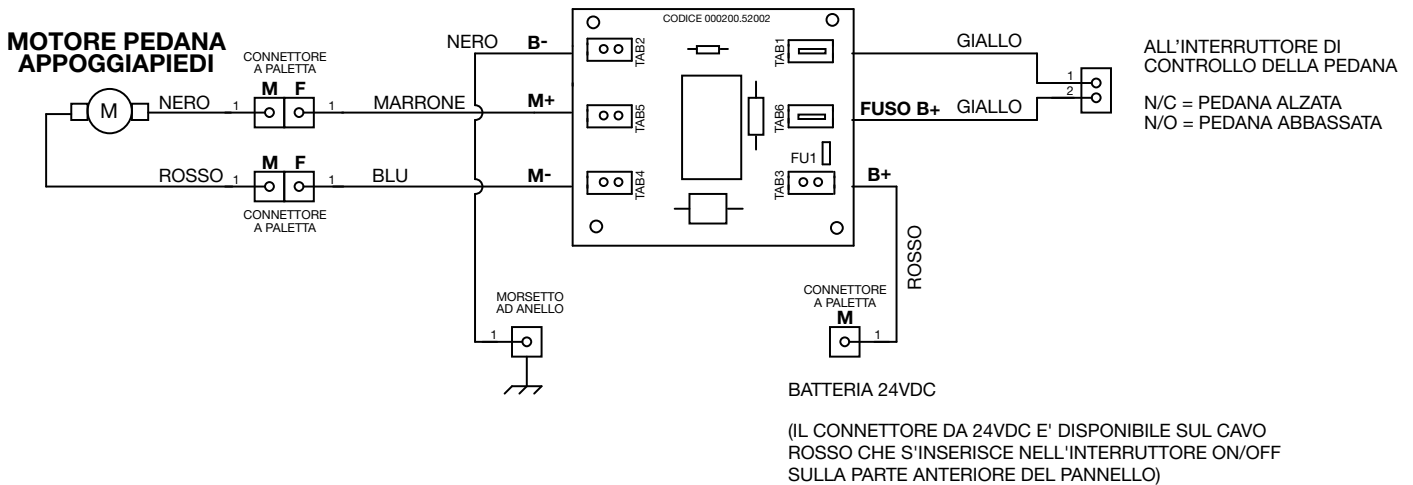 CODICE 000200.52002
MOTORE PEDANA
APPOGGIAPIEDI
CONNETTORE
A PALETTA
M
NERO
1
M F
1
MARRONE
M+
TAB5
NERO
B-
TAB2
ROSSO
1
M F
1
BLU
M-
TAB4
CONNETTORE
A PALETTA
MORSETTO
AD ANELLO
1
TAB1
GIALLO
TAB6
FUSO B+
GIALLO
1
2
FU1
TAB3
B+
ROSSO
CONNETTORE
A PALETTA
M
1
ALL'INTERRUTTORE DI
CONTROLLO DELLA PEDANA
N/C = PEDANA ALZATA
N/O = PEDANA ABBASSATA
BATTERIA 24VDC
(IL CONNETTORE DA 24VDC E' DISPONIBILE SUL CAVO
ROSSO CHE S'INSERISCE NELL'INTERRUTTORE ON/OFF
SULLA PARTE ANTERIORE DEL PANNELLO)